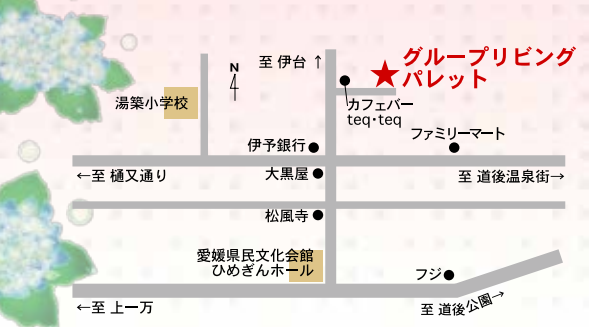 グループリビング
パレット
至 伊台 ↑
N
湯築小学校
カフェバー
teq・teq
ファミリーマート
伊予銀行
大黒屋
←至 樋又通り
至 道後温泉街→
松風寺
愛媛県民文化会館
ひめぎんホール
フジ
←至 上一万
至 道後公園→